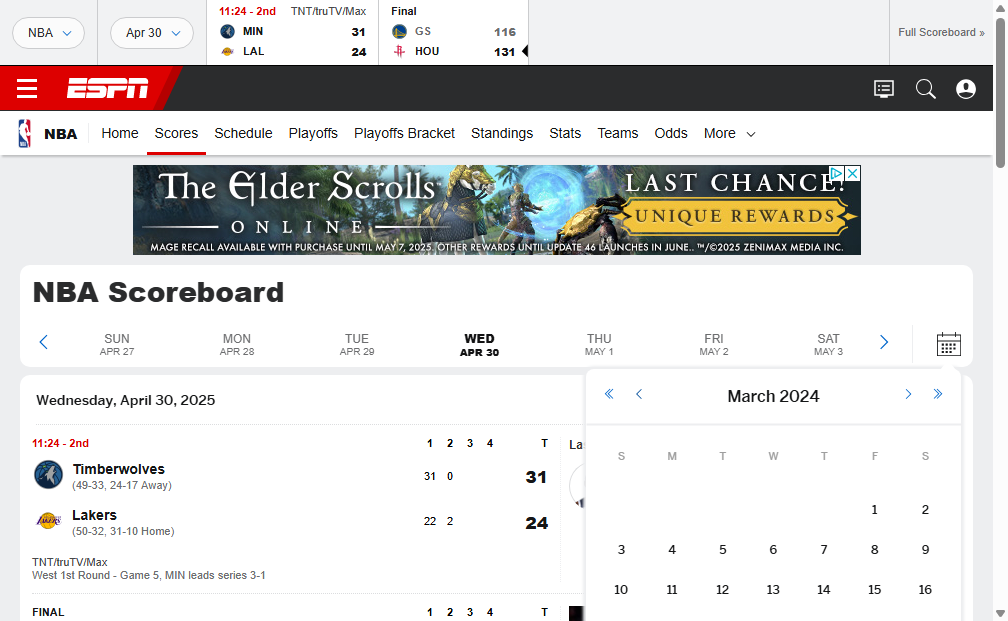 NBA
Apr 30
11:24 - 2nd TNT/truTV/Max
MIN 31
LAL 24
Final
GS 116
HOU 131
Full Scoreboard »
ESPN
NBA Home Scores Schedule Playoffs Playoffs Bracket Standings Stats Teams Odds More
The Elder Scrolls
ONLINE
LAST CHANCE!
UNIQUE REWARDS
MAGE RECALL AVAILABLE WITH PURCHASE UNTIL MAY 7, 2025. OTHER REWARDS UNTIL UPDATE 46 LAUNCHES IN JUNE.. ™/©2025 ZENIMAX MEDIA INC.
NBA Scoreboard
SUN MON TUE WED THU FRI SAT
APR 27 APR 28 APR 29 APR 30 MAY 1 MAY 2 MAY 3
Wednesday, April 30, 2025
11:24 - 2nd 1 2 3 4 T
Timberwolves 31 0 31
(49-33, 24-17 Away)
Lakers 22 2 24
(50-32, 31-10 Home)
TNT/truTV/Max
West 1st Round - Game 5, MIN leads series 3-1
FINAL 1 2 3 4 T
La
March 2024
S M T W T F S
1 2
3 4 5 6 7 8 9
10 11 12 13 14 15 16